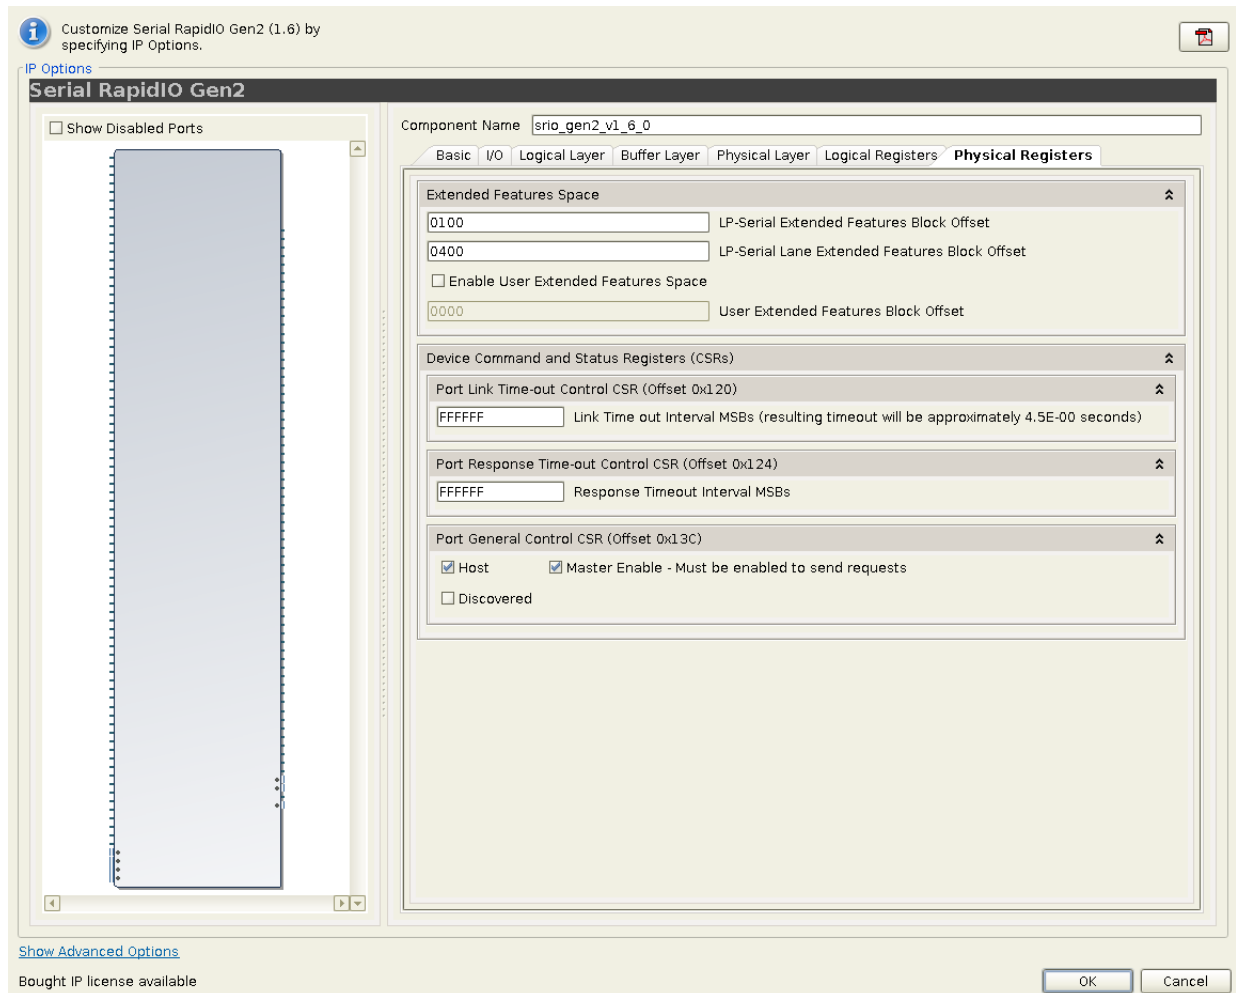 Customize Serial RapidIO Gen2 (1.6) by
specifying IP Options.
IP Options
Serial RapidIO Gen2
Show Disabled Ports
Component Name srio_gen2_v1_6_0
Basic I/O Logical Layer Buffer Layer Physical Layer Logical Registers Physical Registers
Extended Features Space
0100 LP-Serial Extended Features Block Offset
0400 LP-Serial Lane Extended Features Block Offset
Enable User Extended Features Space
0000 User Extended Features Block Offset
Device Command and Status Registers (CSRs)
Port Link Time-out Control CSR (Offset 0x120)
FFFFFF Link Time out Interval MSBs (resulting timeout will be approximately 4.5E-00 seconds)
Port Response Time-out Control CSR (Offset 0x124)
FFFFFF Response Timeout Interval MSBs
Port General Control CSR (Offset 0x13C)
Host Master Enable - Must be enabled to send requests
Discovered
Show Advanced Options
Bought IP license available
OK Cancel